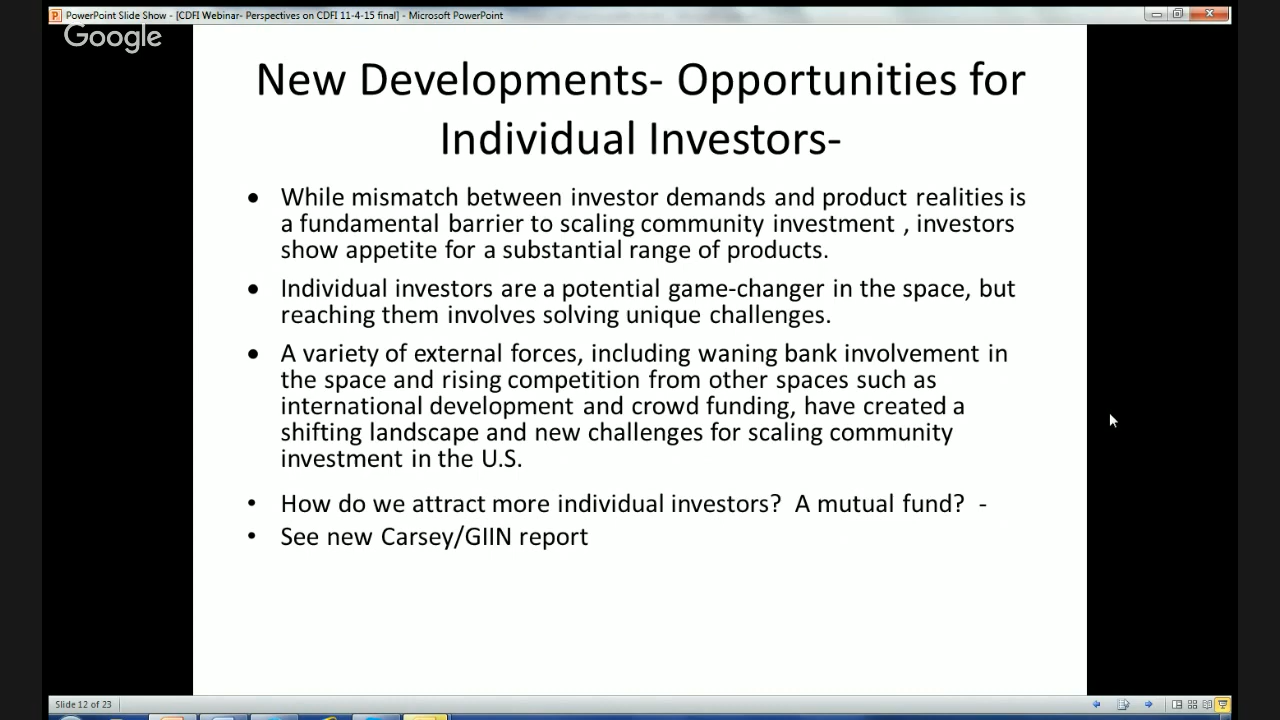 PowerPoint Slide Show - [CDFI Webinar- Perspectives on CDFI 11-4-15 final] - Microsoft PowerPoint
Google
New Developments- Opportunities for
Individual Investors-
• While mismatch between investor demands and product realities is
a fundamental barrier to scaling community investment , investors
show appetite for a substantial range of products.
• Individual investors are a potential game-changer in the space, but
reaching them involves solving unique challenges.
• A variety of external forces, including waning bank involvement in
the space and rising competition from other spaces such as
international development and crowd funding, have created a
shifting landscape and new challenges for scaling community
investment in the U.S.
• How do we attract more individual investors? A mutual fund? -
• See new Carsey/GIIN report
Slide 12 of 23